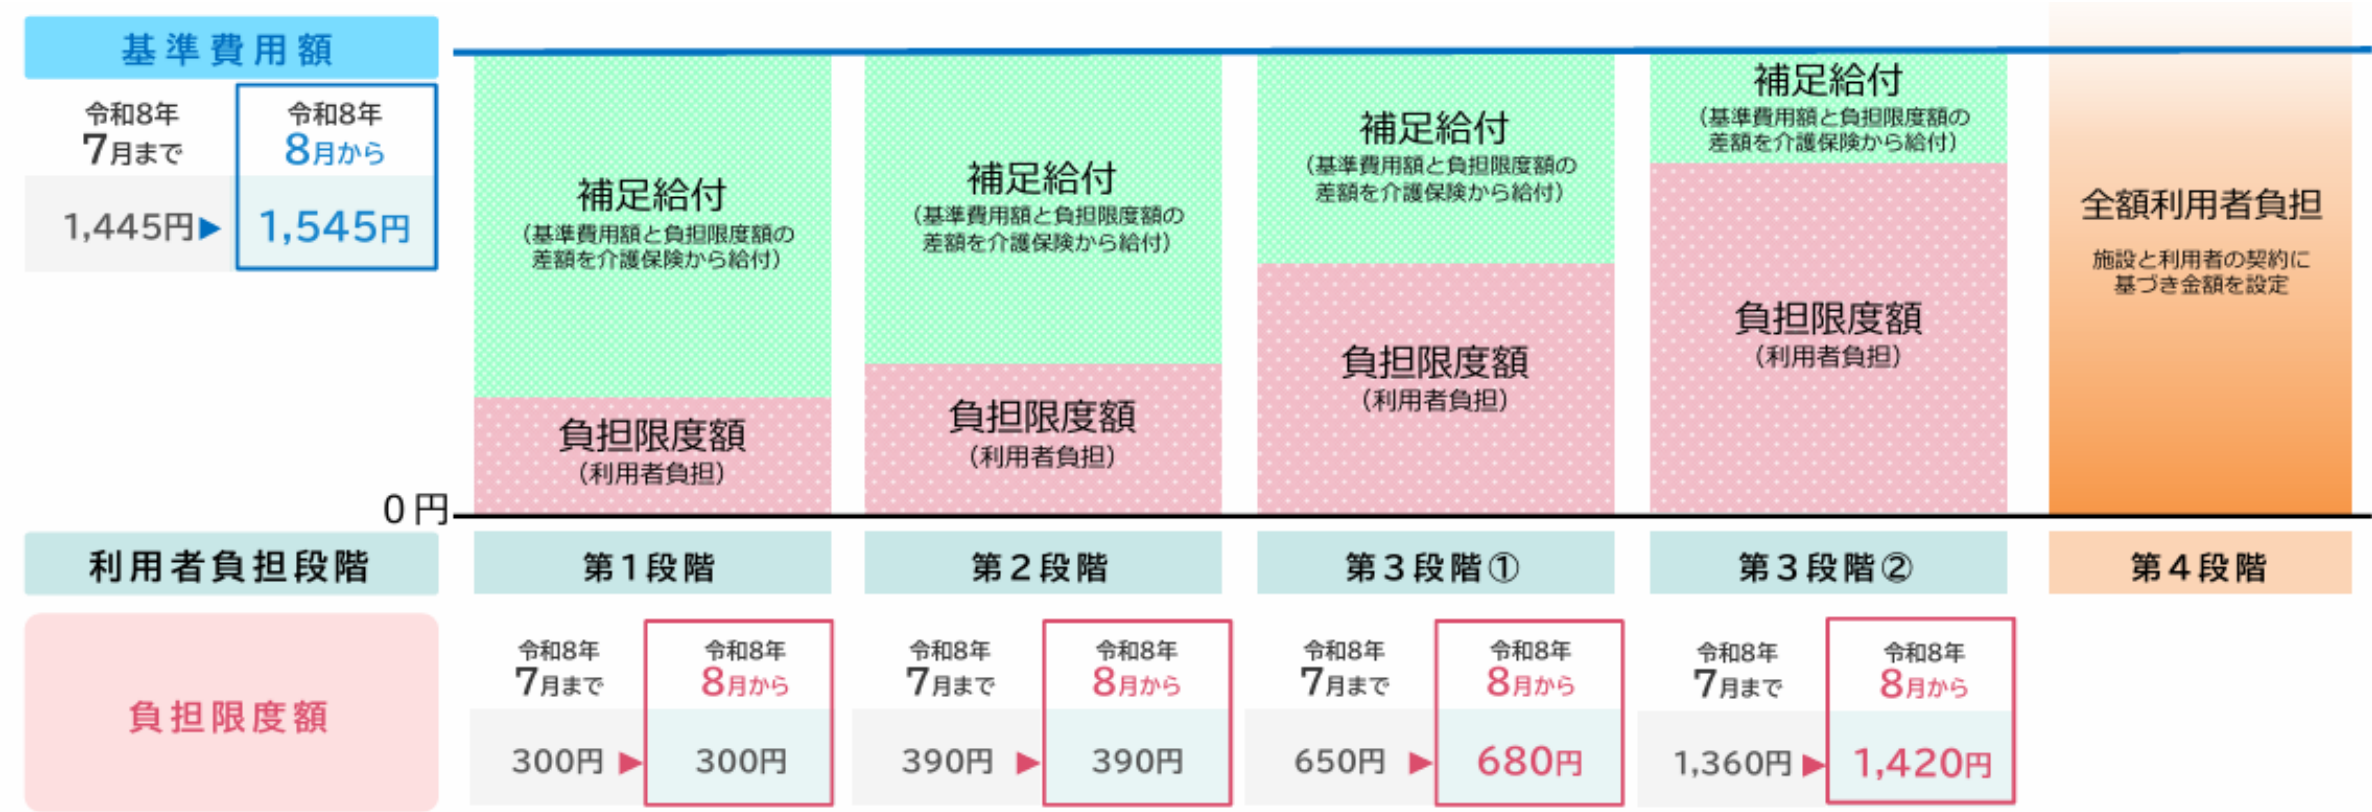 基準費用額
令和8年
7月まで
令和8年
8月から
1,445円▶
1,545円
補足給付
(基準費用額と負担限度額の
差額を介護保険から給付)
負担限度額
(利用者負担)
補足給付
(基準費用額と負担限度額の
差額を介護保険から給付)
負担限度額
(利用者負担)
補足給付
(基準費用額と負担限度額の
差額を介護保険から給付)
負担限度額
(利用者負担)
補足給付
(基準費用額と負担限度額の
差額を介護保険から給付)
負担限度額
(利用者負担)
全額利用者負担
施設と利用者の契約に
基づき金額を設定
0円
利用者負担段階
第1段階
第2段階
第3段階①
第3段階②
第4段階
負担限度額
令和8年
7月まで
令和8年
8月から
300円▶
300円
令和8年
7月まで
令和8年
8月から
390円▶
390円
令和8年
7月まで
令和8年
8月から
650円▶
680円
令和8年
7月まで
令和8年
8月から
1,360円▶
1,420円